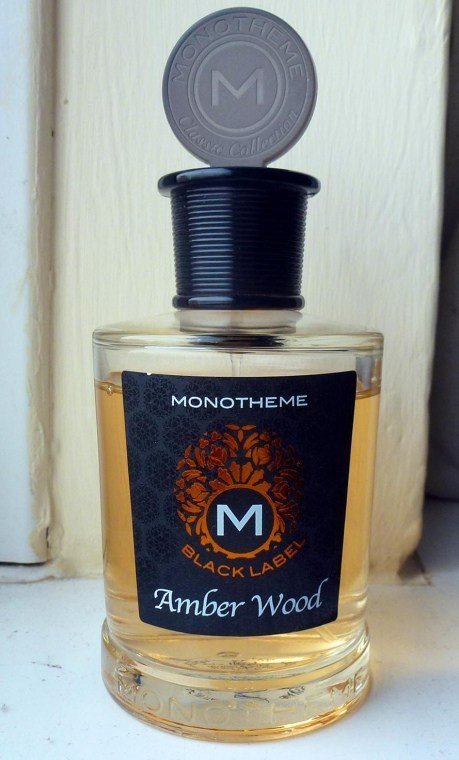 MONOTHEME
M
Classic Collection
MONOTHEME
M
BLACK LABEL
Amber Wood
MONOTHEME